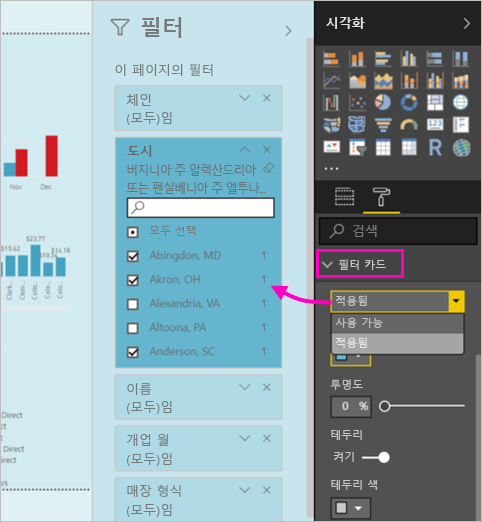 필터
이 페이지의 필터
체인
(모두)임
도시
버지니아 주 알렉산드리아
또는 펜실베니아 주 엘투나...
모두 선택
Abingdon, MD 1
Akron, OH 1
Alexandria, VA 1
Altoona, PA 1
Anderson, SC 1
이름
(모두)임
개업 월
(모두)임
매장 형식
(모두)임
Nov Dec
$15.62 $23.77
$10.34 $14.18
Direct
Direct
irect
시각화
R
...
검색
필터 카드
적용됨
사용 가능
적용됨
투명도
0 %
테두리
켜기
테두리 색